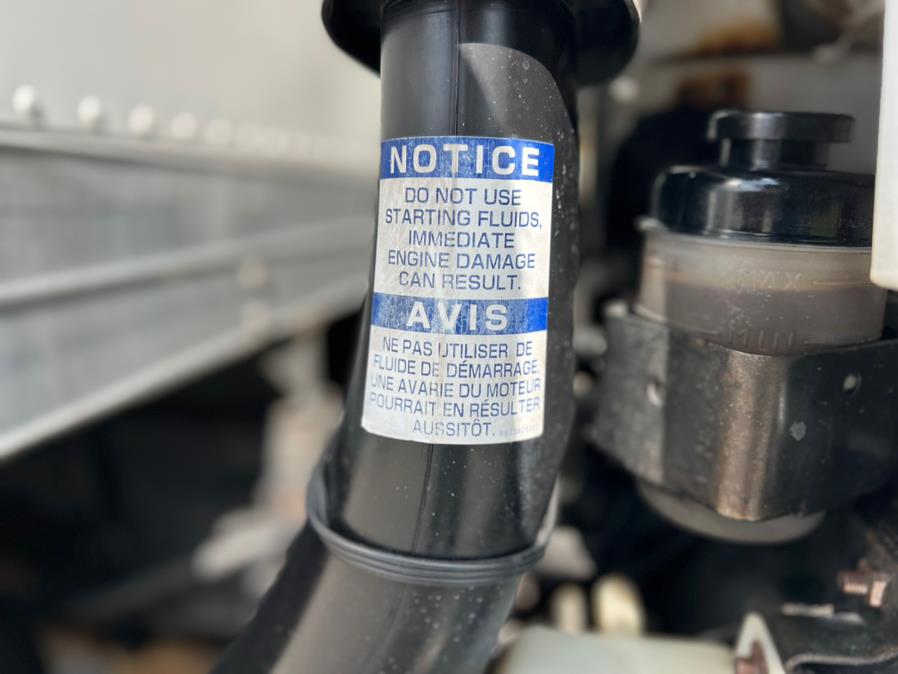 NOTICE
DO NOT USE
STARTING FLUIDS,
IMMEDIATE
ENGINE DAMAGE
CAN RESULT.
AVIS
NE PAS UTILISER DE
FLUIDE DE DÉMARRAGE,
UNE AVARIE DU MOTEUR
POURRAIT EN RÉSULTER
AUSSITÔT.
MAX
MIN